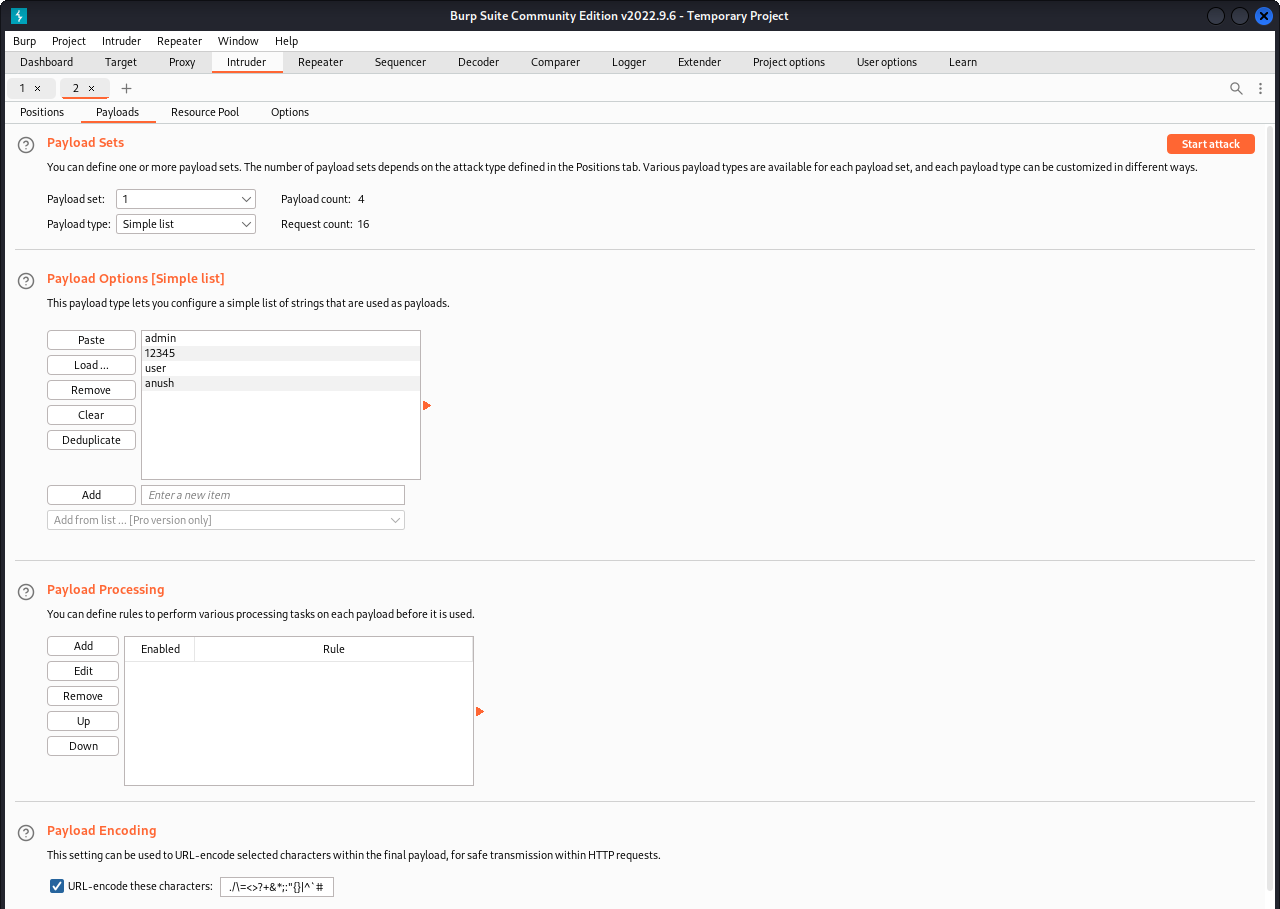 Burp Suite Community Edition v2022.9.6 - Temporary Project
Burp Project Intruder Repeater Window Help
Dashboard Target Proxy Intruder Repeater Sequencer Decoder Comparer Logger Extender Project options User options Learn
1 × 2 × +
Positions Payloads Resource Pool Options
? Payload Sets Start attack
You can define one or more payload sets. The number of payload sets depends on the attack type defined in the Positions tab. Various payload types are available for each payload set, and each payload type can be customized in different ways.
Payload set: 1 Payload count: 4
Payload type: Simple list Request count: 16
? Payload Options [Simple list]
This payload type lets you configure a simple list of strings that are used as payloads.
Paste admin
12345
Load ... user
Remove anush
Clear
Deduplicate
Add Enter a new item
Add from list ... [Pro version only]
? Payload Processing
You can define rules to perform various processing tasks on each payload before it is used.
Add Enabled Rule
Edit
Remove
Up
Down
? Payload Encoding
This setting can be used to URL-encode selected characters within the final payload, for safe transmission within HTTP requests.
URL-encode these characters: ./\=<>?+&*;:"{}|^`#